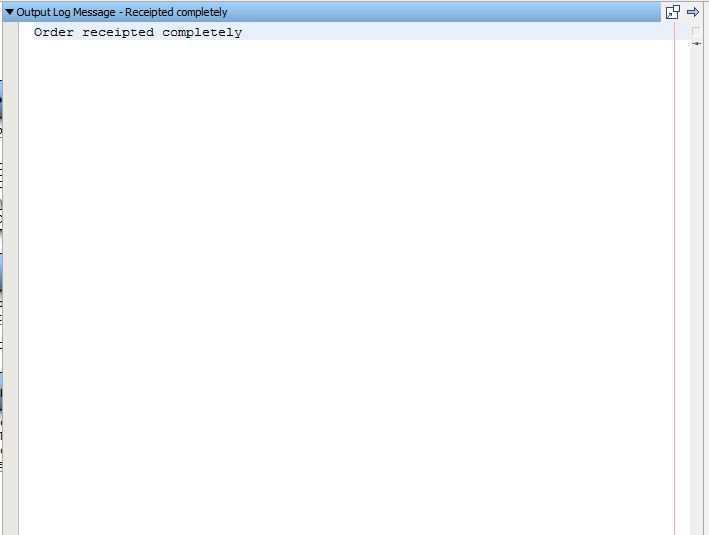 Output Log Message - Receipted completely
Order receipted completely